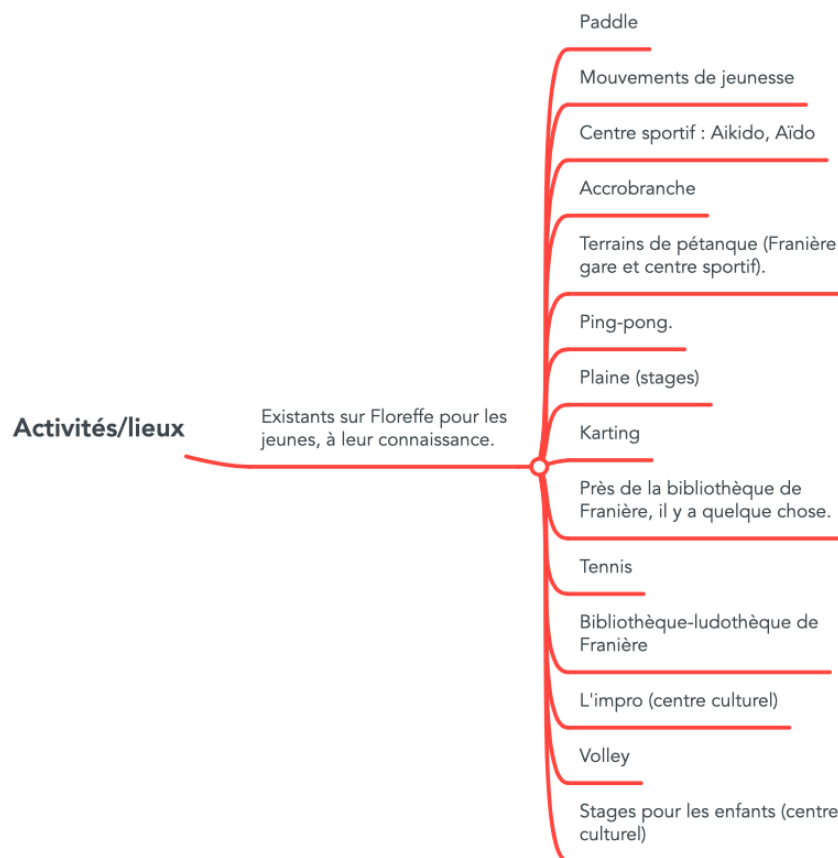 Paddle
Mouvements de jeunesse
Centre sportif : Aikido, Aïdo
Accrobranche
Terrains de pétanque (Franière
gare et centre sportif).
Ping-pong.
Plaine (stages)
Activités/lieux
Existants sur Floreffe pour les
jeunes, à leur connaissance.
Karting
Près de la bibliothèque de
Franière, il y a quelque chose.
Tennis
Bibliothèque-ludothèque de
Franière
L'impro (centre culturel)
Volley
Stages pour les enfants (centre
culturel)